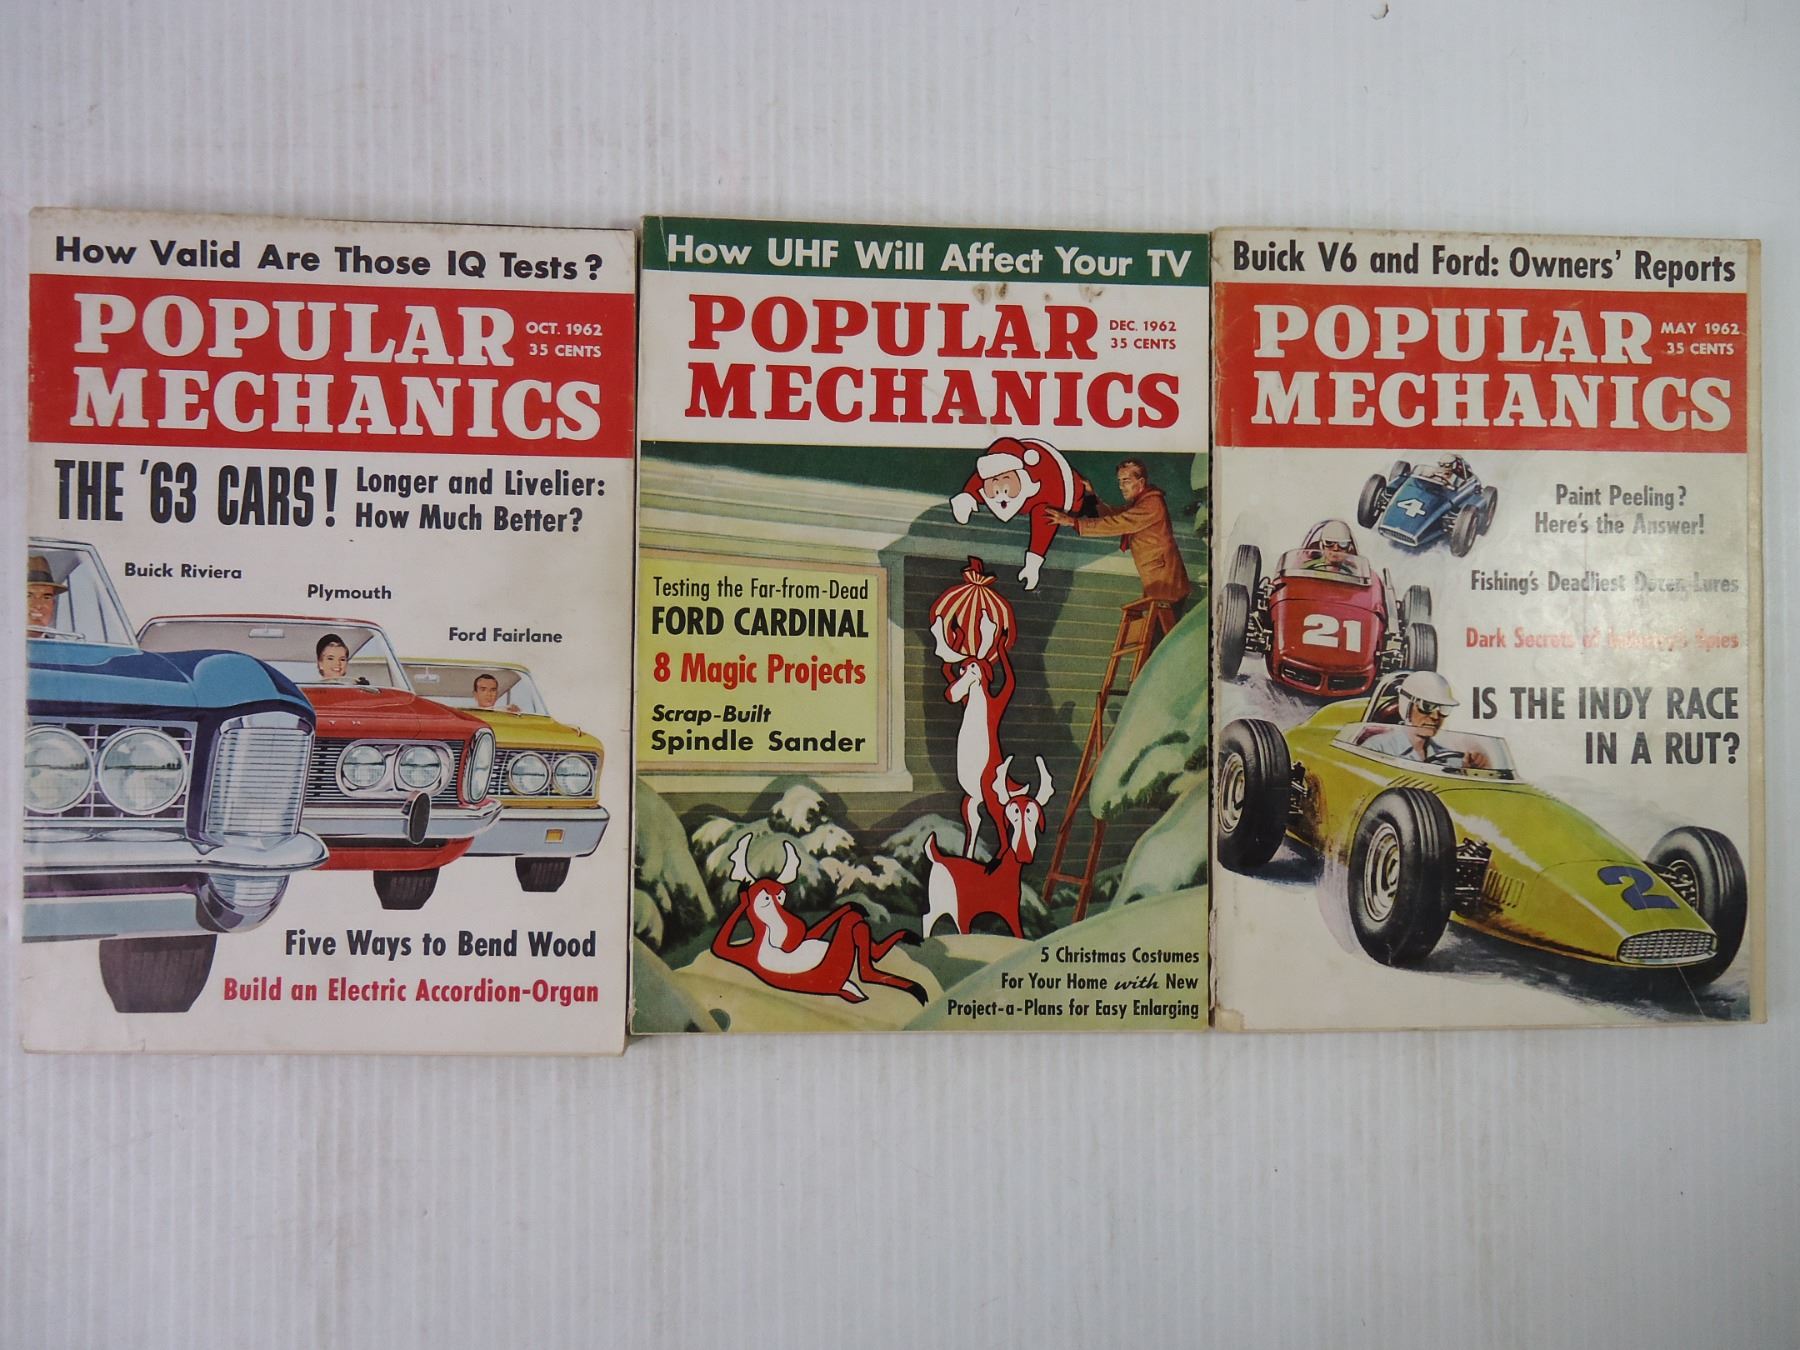 How Valid Are Those IQ Tests?
POPULAR
MECHANICS
OCT. 1962
35 CENTS
THE '63 CARS!
Longer and Livelier:
How Much Better?
Buick Riviera
Plymouth
Ford Fairlane
Five Ways to Bend Wood
Build an Electric Accordion-Organ
How UHF Will Affect Your TV
POPULAR
MECHANICS
DEC. 1962
35 CENTS
Testing the Far-from-Dead
FORD CARDINAL
8 Magic Projects
Scrap-Built
Spindle Sander
5 Christmas Costumes
For Your Home with New
Project-a-Plans for Easy Enlarging
Buick V6 and Ford: Owners' Reports
POPULAR
MECHANICS
MAY 1962
35 CENTS
4
Paint Peeling?
Here's the Answer!
Fishing's Deadliest Dozen Lures
21
Dark Secrets of Spies
IS THE INDY RACE
IN A RUT?
2